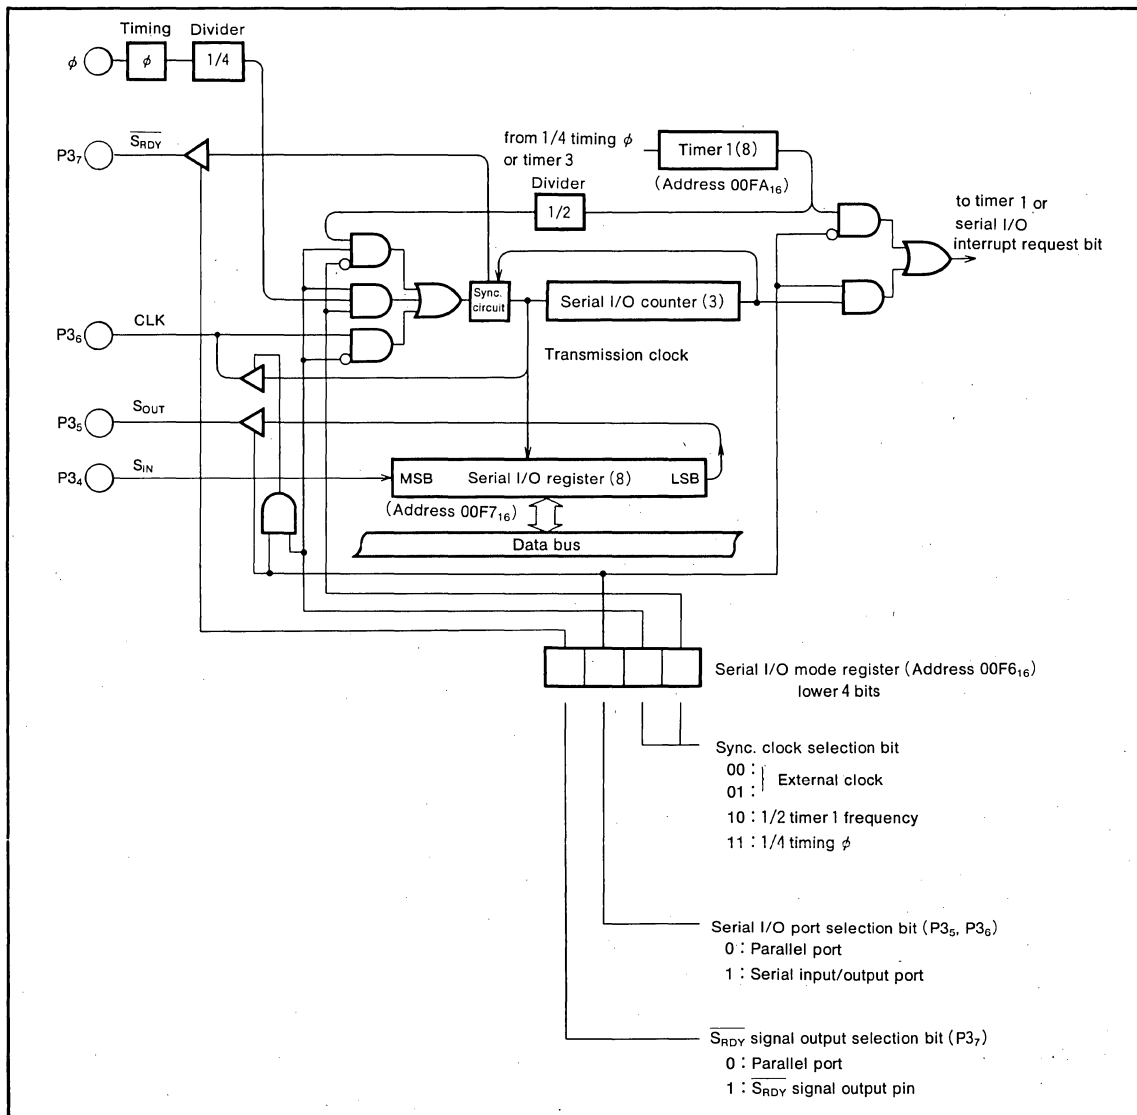 Timing Divider
φ φ 1/4
P3₇ S̅R̅D̅Y̅
from 1/4 timing φ
or timer 3
Timer 1 (8)
(Address 00FA₁₆)
Divider
1/2
to timer 1 or
serial I/O
interrupt request bit
Sync.
circuit
Serial I/O counter (3)
P3₆ CLK
Transmission clock
P3₅ SOUT
P3₄ SIN
MSB Serial I/O register (8) LSB
(Address 00F7₁₆)
Data bus
Serial I/O mode register (Address 00F6₁₆)
lower 4 bits
Sync. clock selection bit
00 :
01 :
External clock
10 : 1/2 timer 1 frequency
11 : 1/4 timing φ
Serial I/O port selection bit (P3₅, P3₆)
0 : Parallel port
1 : Serial input/output port
S̅R̅D̅Y̅ signal output selection bit (P3₇)
0 : Parallel port
1 : S̅R̅D̅Y̅ signal output pin